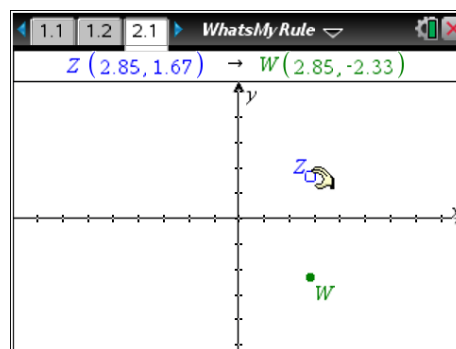 1.1 1.2 2.1 WhatsMyRule
Z (2.85, 1.67) → W(2.85, -2.33)
y
Z
x
W